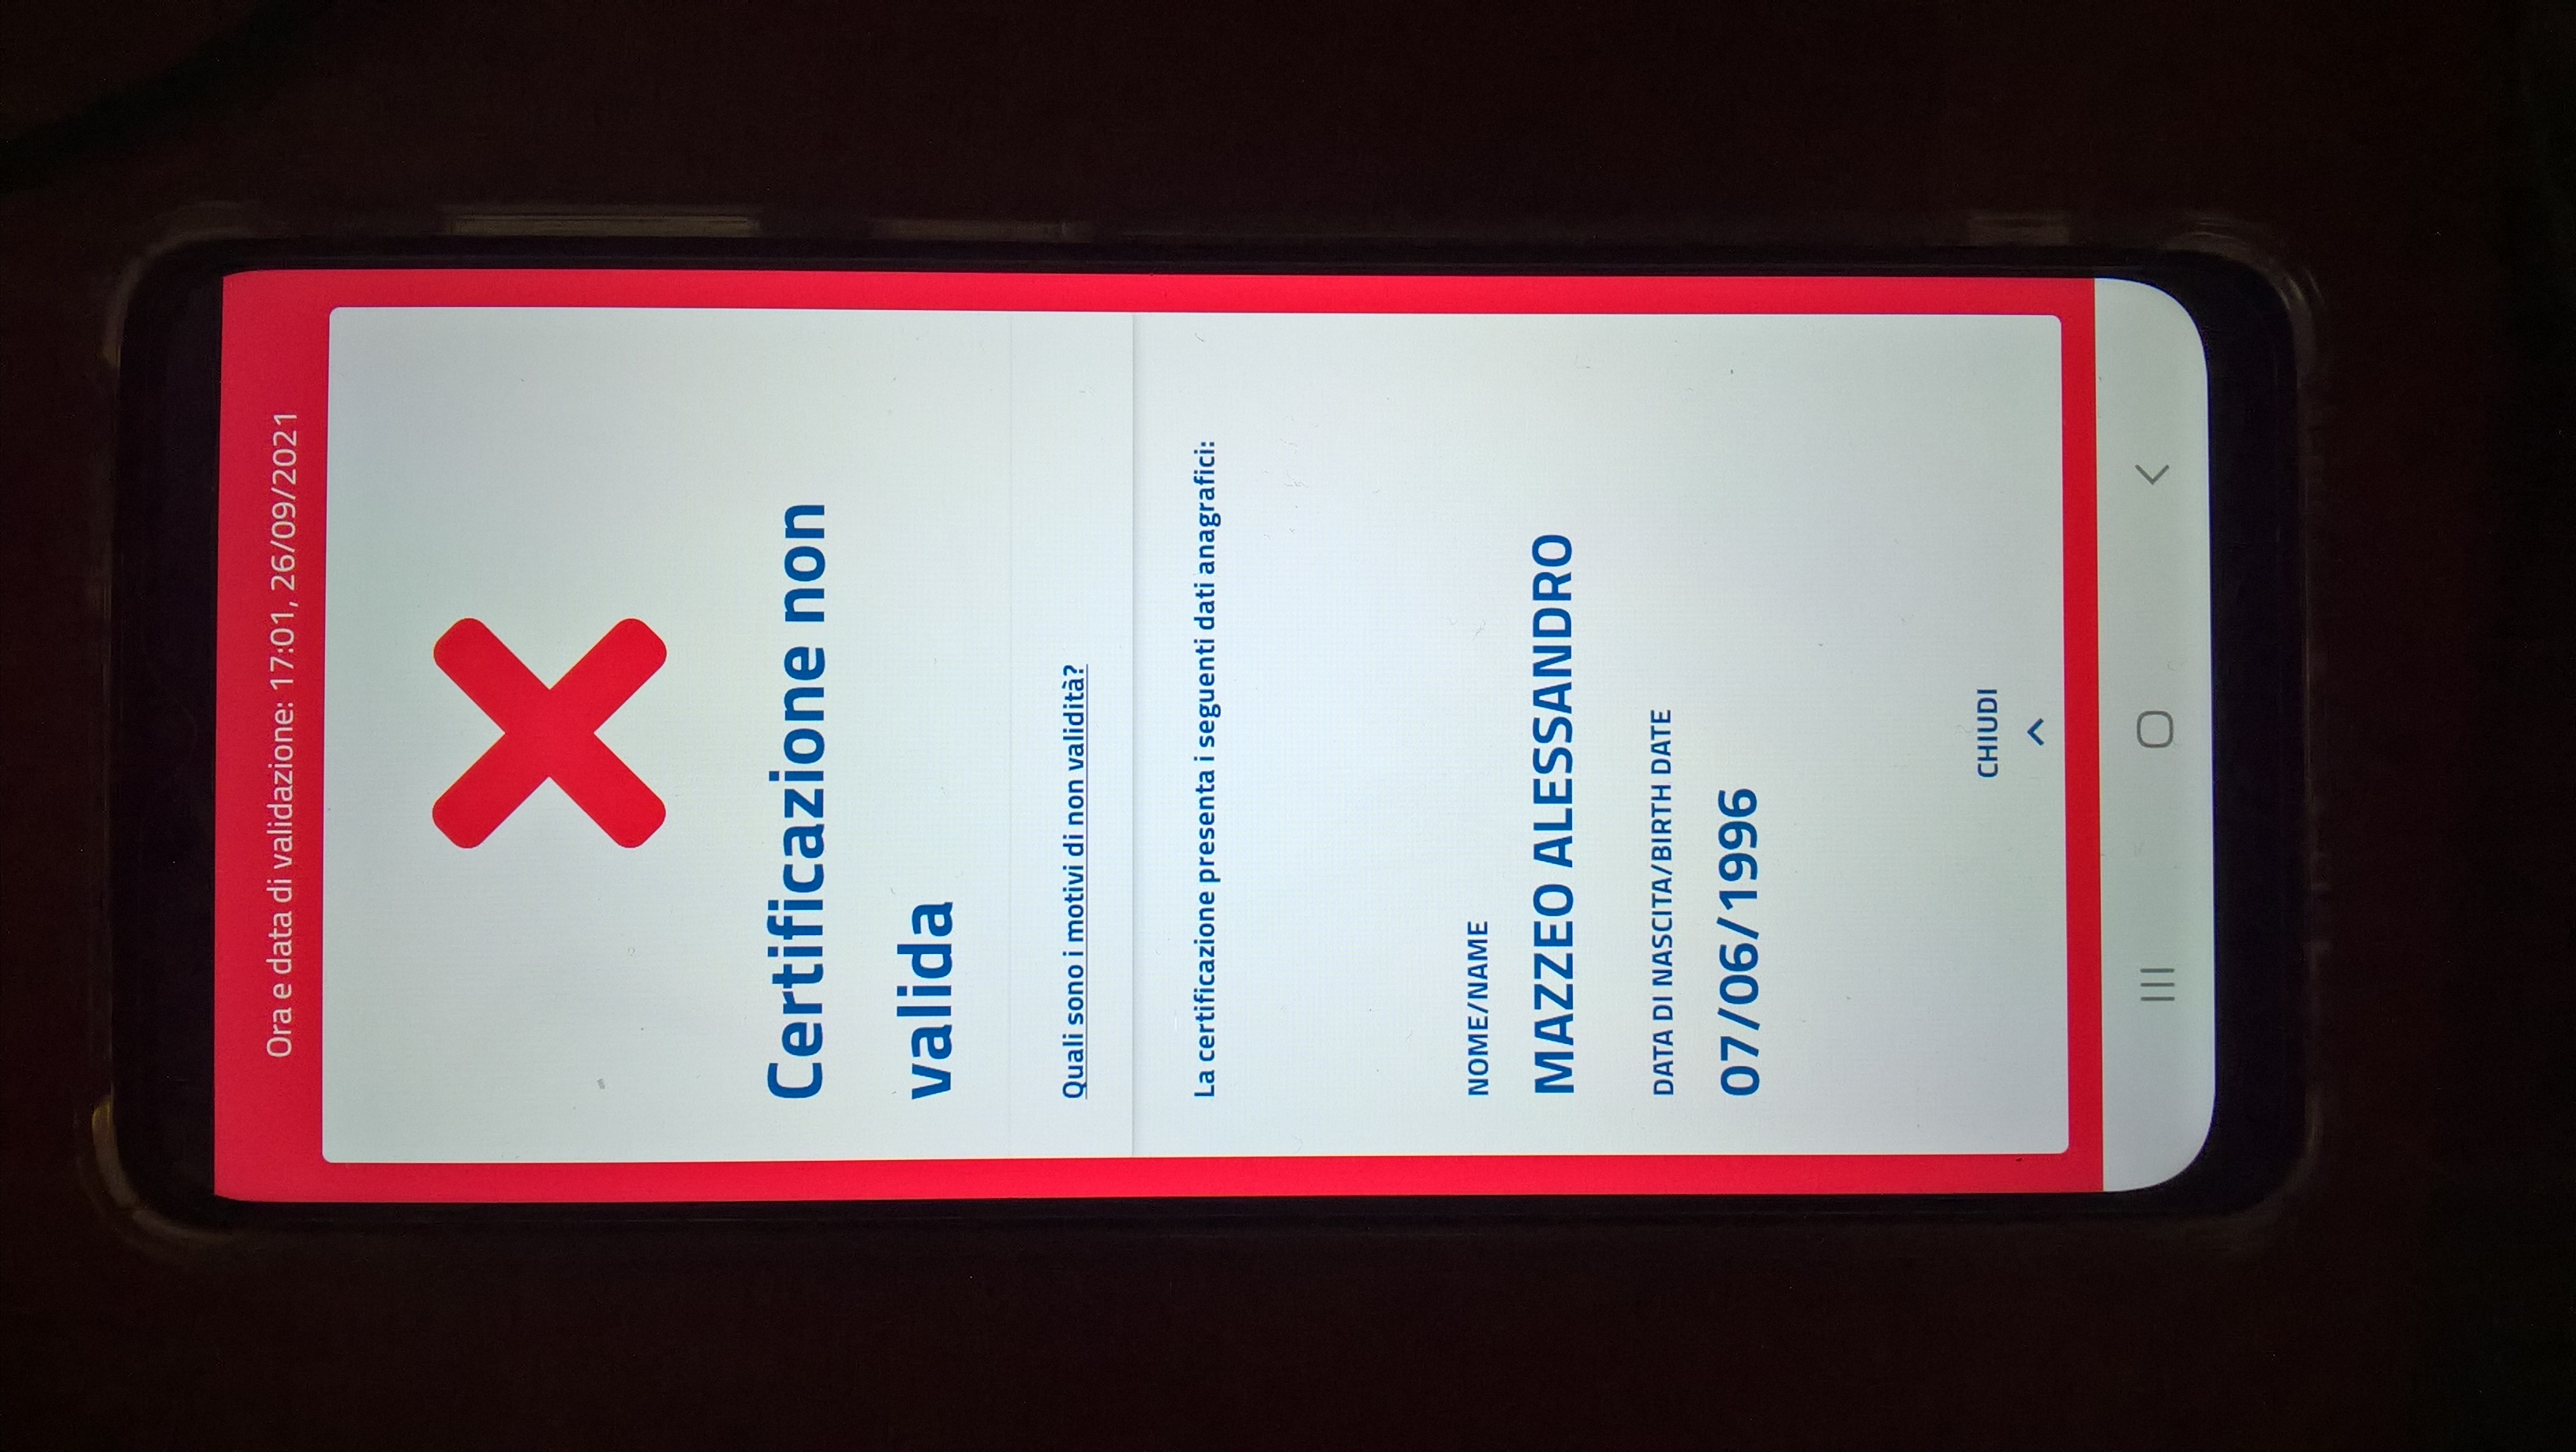 Ora e data di validazione: 17:01, 26/09/2021
Certificazione non
valida
Quali sono i motivi di non validità?
La certificazione presenta i seguenti dati anagrafici:
NOME/NAME
MAZZEO ALESSANDRO
DATA DI NASCITA/BIRTH DATE
07/06/1996
CHIUDI